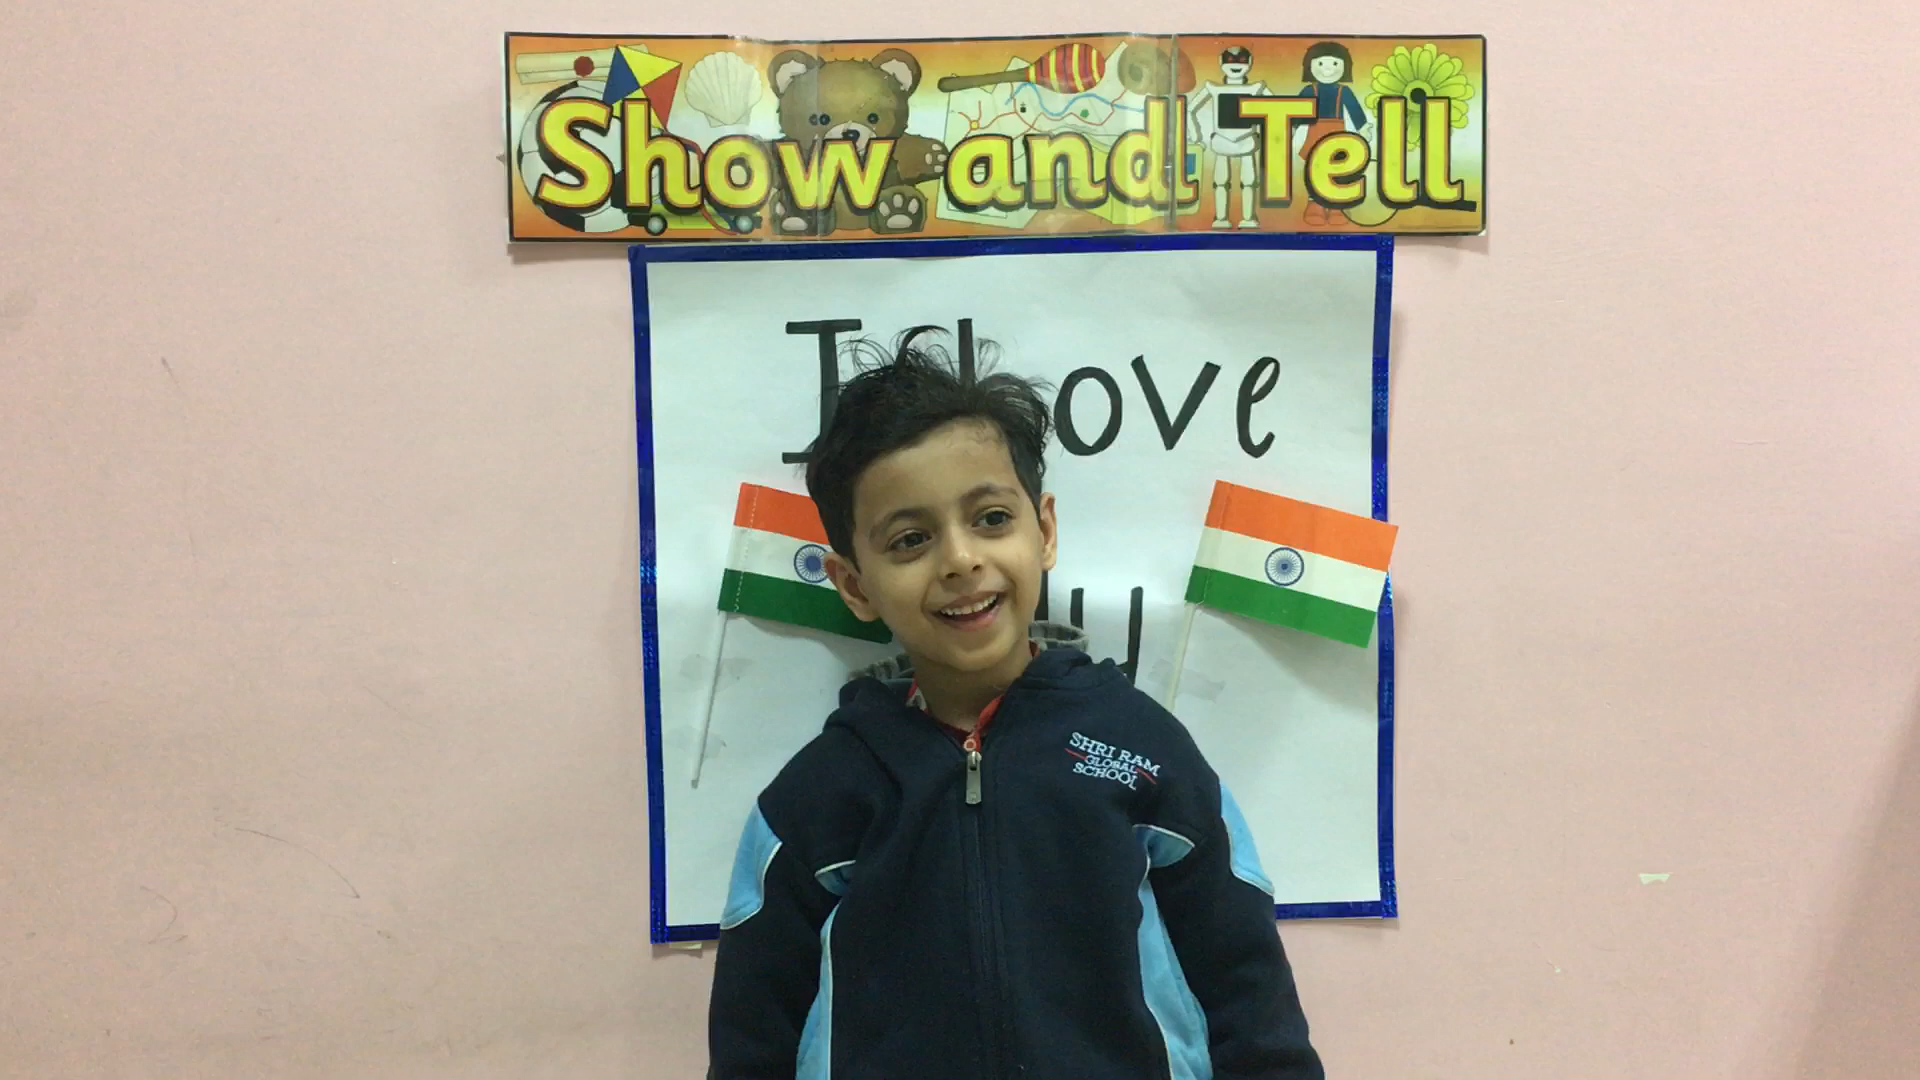 Show and Tell
I Love
SHRI RAM
GLOBAL
SCHOOL